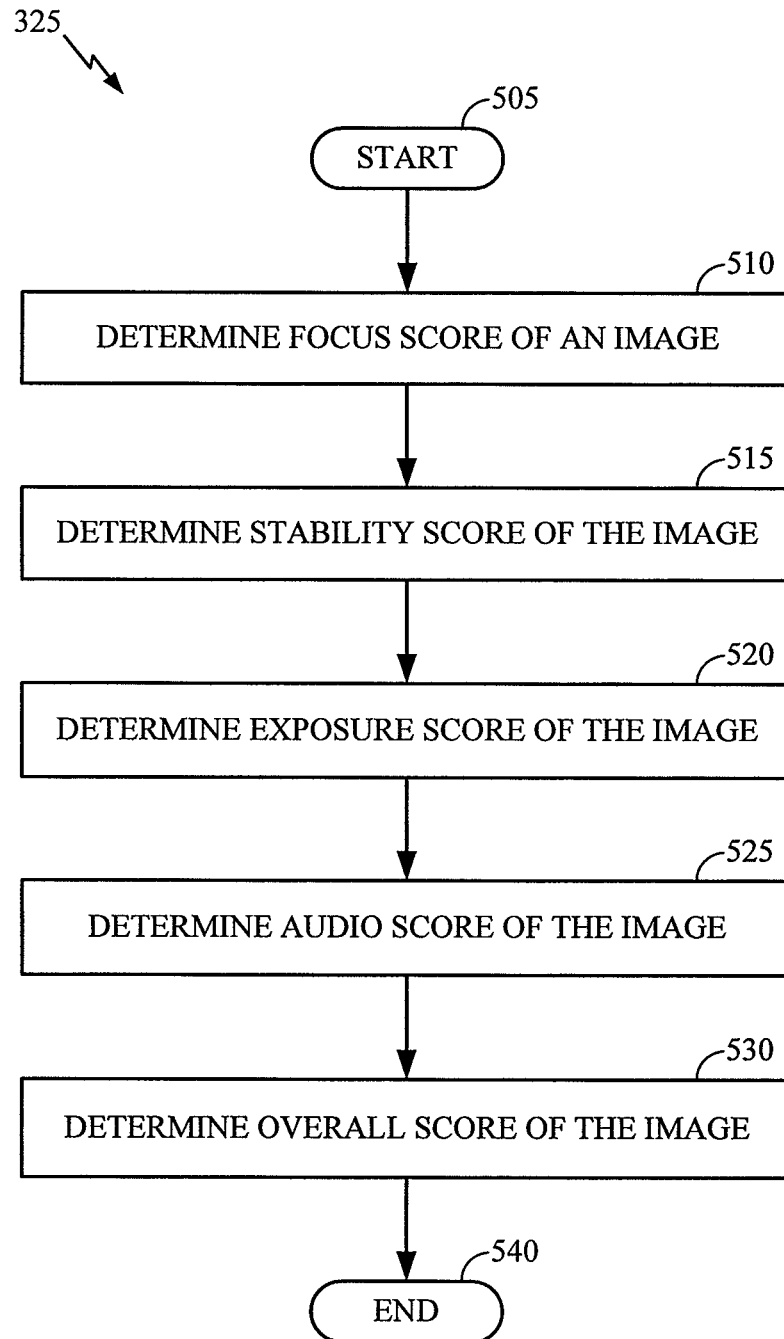 325
505
START
510
DETERMINE FOCUS SCORE OF AN IMAGE
515
DETERMINE STABILITY SCORE OF THE IMAGE
520
DETERMINE EXPOSURE SCORE OF THE IMAGE
525
DETERMINE AUDIO SCORE OF THE IMAGE
530
DETERMINE OVERALL SCORE OF THE IMAGE
540
END